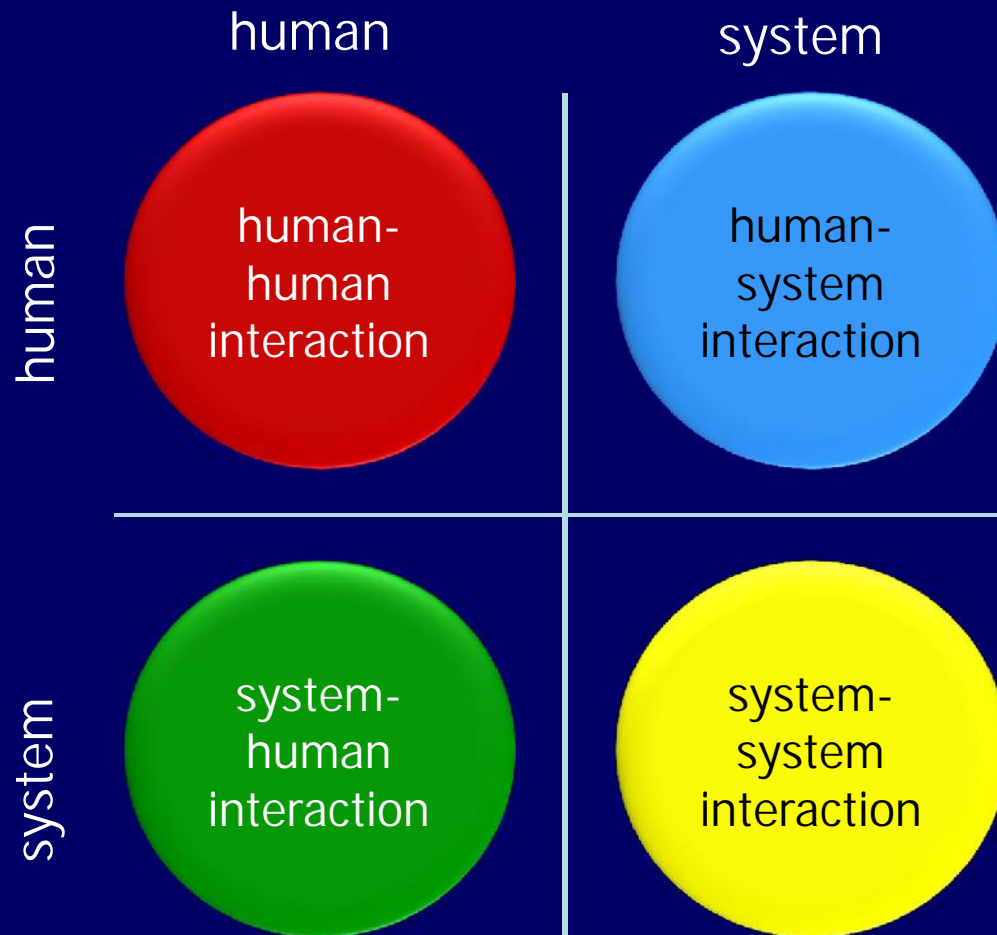 human
system
human
human-
human
interaction
human-
system
interaction
system
system-
human
interaction
system-
system
interaction